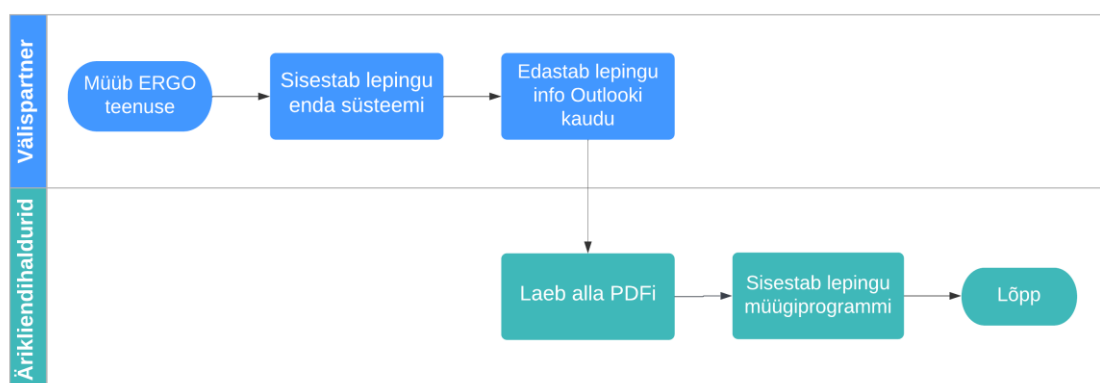 Välispartner
Müüb ERGO
teenuse
Sisestab lepingu
enda süsteemi
Edastab lepingu
info Outlooki
kaudu
Ärikliendihaldurid
Laeb alla PDFi
Sisestab lepingu
müügiprogrammi
Lõpp